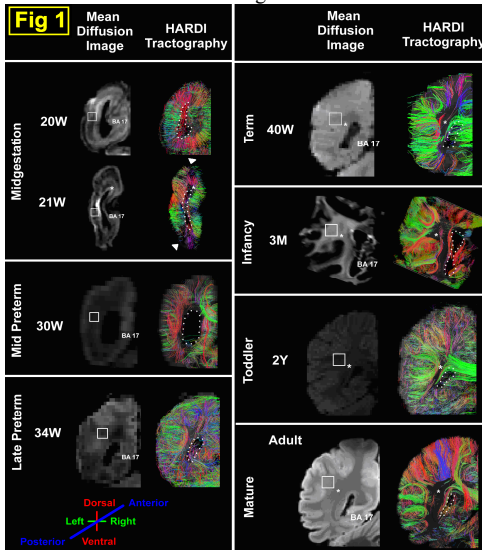 Fig 1
Mean
Diffusion
Image
HARDI
Tractography
Midgestation
20W
BA 17
21W
BA 17
Mid Preterm
30W
BA 17
Late Preterm
34W
BA 17
Dorsal
Anterior
Left
Right
Posterior
Ventral
Mean
Diffusion
Image
HARDI
Tractography
Term
40W
*
BA 17
*
Infancy
3M
*
BA 17
*
Toddler
2Y
*
*
Mature
Adult
*
BA 17
*